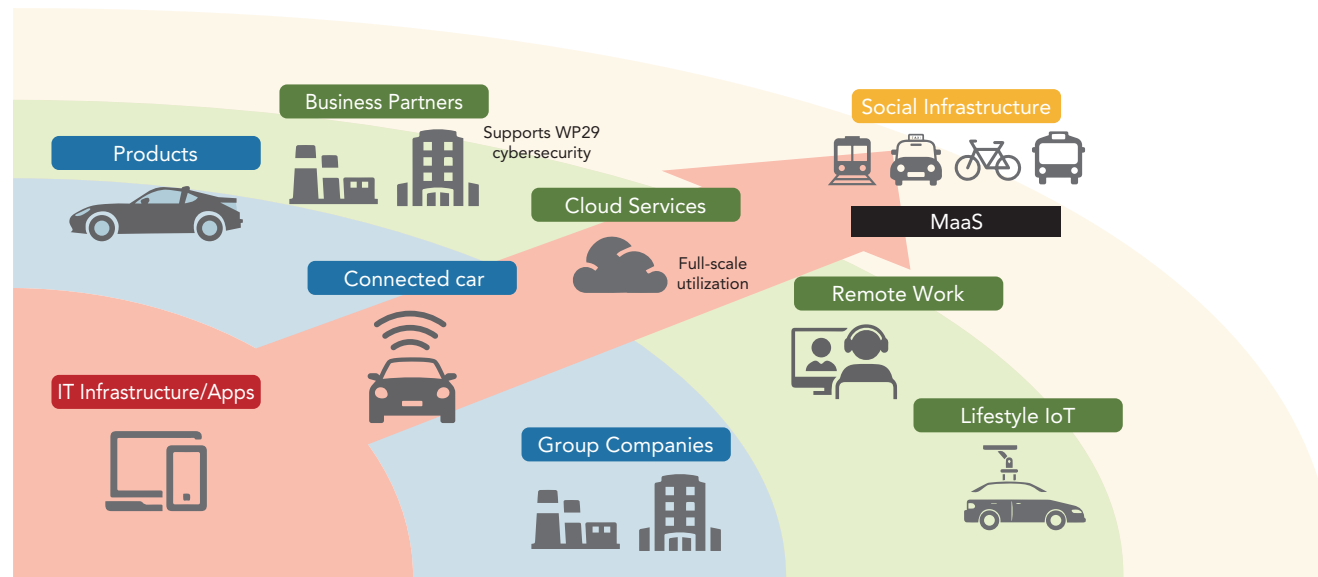 Business Partners
Supports WP29
cybersecurity
Social Infrastructure
Products
Cloud Services
MaaS
Full-scale
utilization
Connected car
Remote Work
IT Infrastructure/Apps
Lifestyle IoT
Group Companies